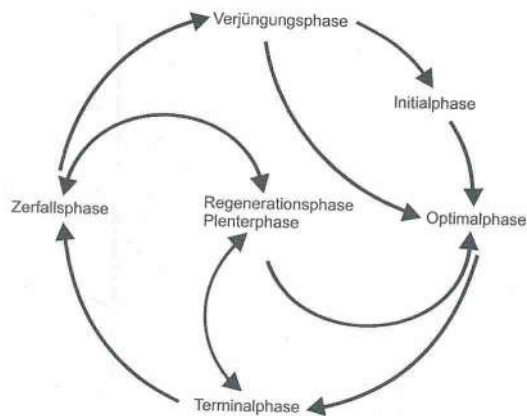 Verjüngungsphase
Initialphase
Zerfallsphase
Regenerationsphase
Plenterphase
Optimalphase
Terminalphase